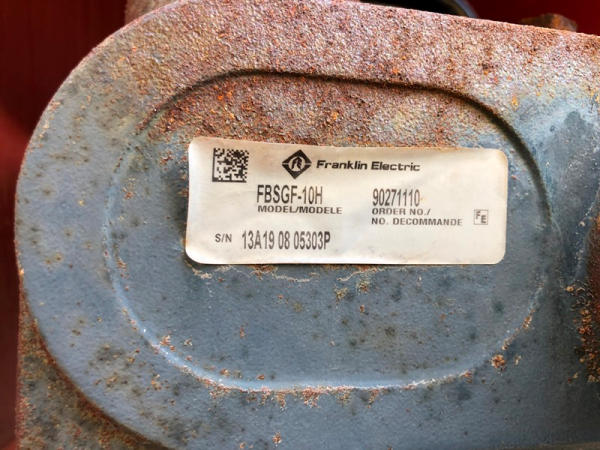 Franklin Electric
FBSGF-10H 90271110
MODEL/MODELE ORDER NO./
NO. DECOMMANDE
FE
S/N 13A19 08 05303P